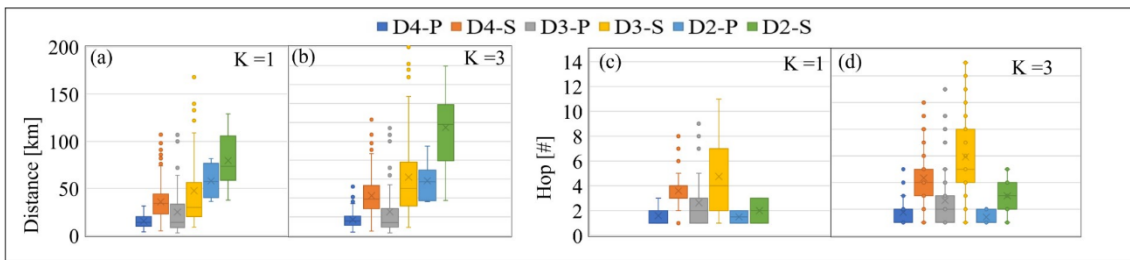 D4-P D4-S D3-P D3-S D2-P D2-S
Distance [km]
200
150
100
50
0
(a)
K =1
(b)
K =3
Hop [#]
14
12
10
8
6
4
2
0
(c)
K =1
(d)
K =3